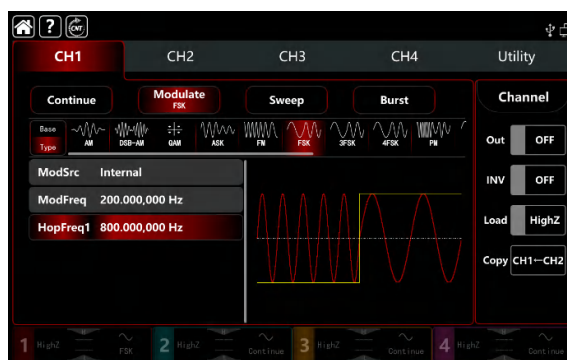 ? CNT
CH1 CH2 CH3 CH4 Utility
Continue Modulate FSK Sweep Burst Channel
Base Type AM DSB-AM QAM ASK FM FSK 3FSK 4FSK PM
Out OFF
ModSrc Internal
INV OFF
ModFreq 200.000,000 Hz
Load HighZ
HopFreq1 800.000,000 Hz
Copy CH1←CH2
1 HighZ FSK 2 HighZ Continue 3 HighZ Continue 4 HighZ